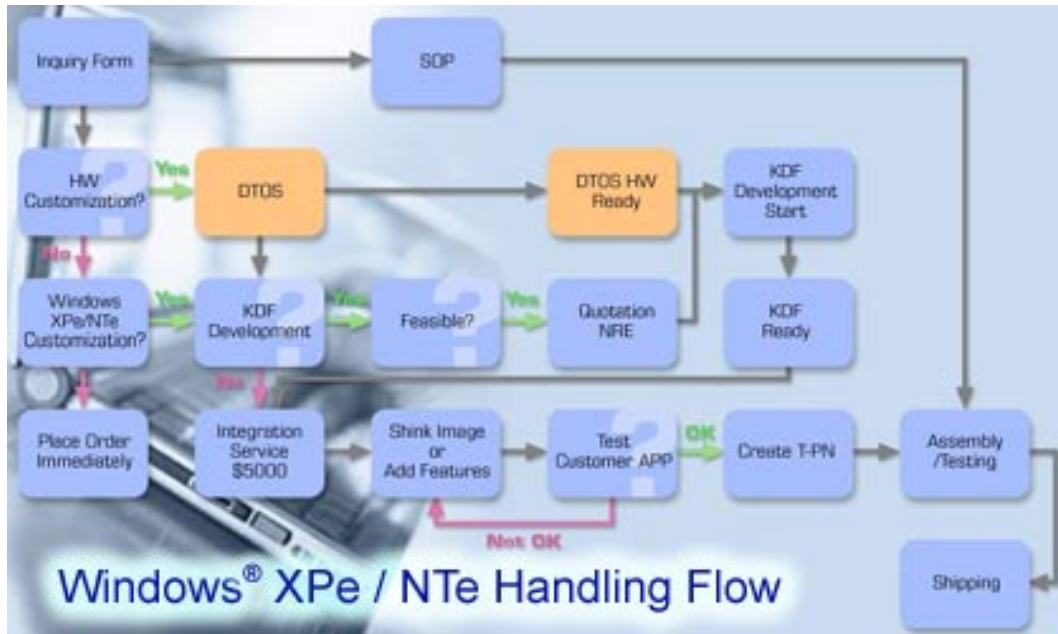 Inquiry Form
SDP
HW
Customization?
Yes
DTOS
DTOS HW
Ready
KDF
Development
Start
No
Windows
XPe/NTe
Customization?
Yes
KDF
Development
Yes
Feasible?
Yes
Quotation
NRE
KDF
Ready
No
Place Order
Immediately
Integration
Service
$5000
Shink Image
or
Add Features
Test
Customer APP
OK
Create T-PN
Assembly
/Testing
Not OK
Shipping
Windows® XPe / NTe Handling Flow